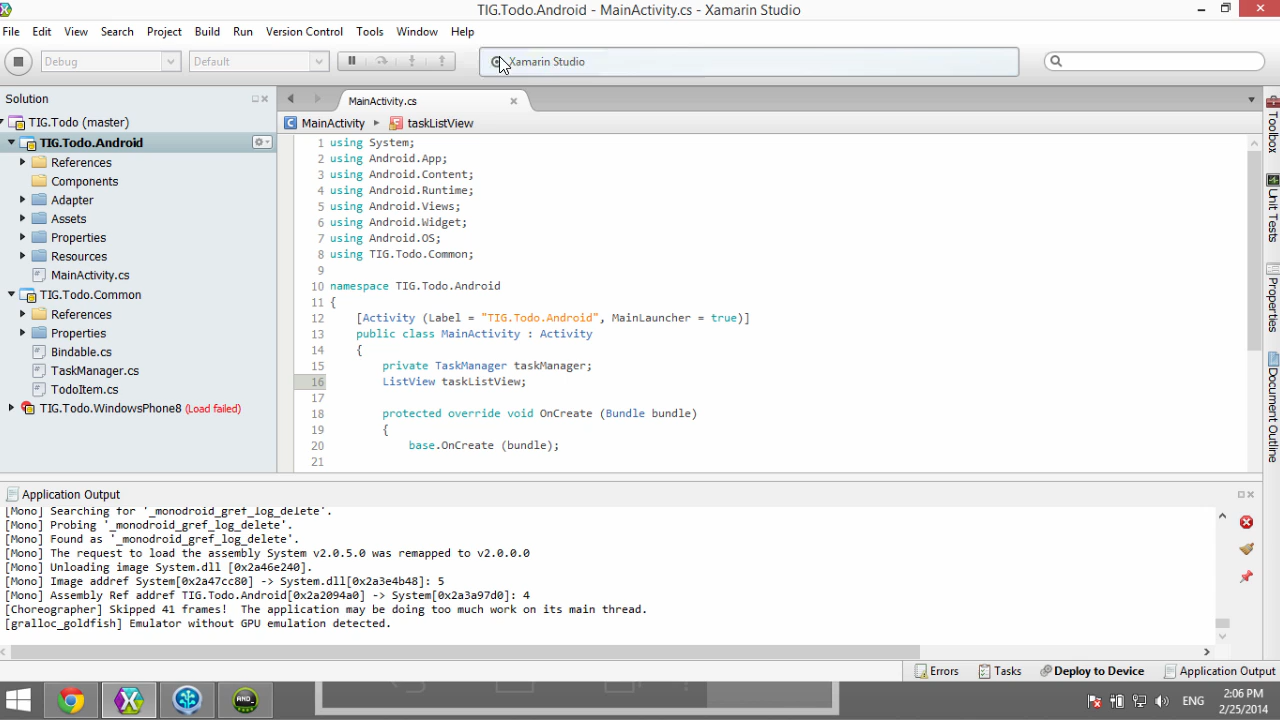 TIG.Todo.Android - MainActivity.cs - Xamarin Studio
File Edit View Search Project Build Run Version Control Tools Window Help
Debug Default Xamarin Studio
Solution
TIG.Todo (master)
TIG.Todo.Android
References
Components
Adapter
Assets
Properties
Resources
MainActivity.cs
TIG.Todo.Common
References
Properties
Bindable.cs
TaskManager.cs
TodoItem.cs
TIG.Todo.WindowsPhone8 (Load failed)
MainActivity.cs
MainActivity taskListView
1 using System;
2 using Android.App;
3 using Android.Content;
4 using Android.Runtime;
5 using Android.Views;
6 using Android.Widget;
7 using Android.OS;
8 using TIG.Todo.Common;
9
10 namespace TIG.Todo.Android
11 {
12 [Activity (Label = "TIG.Todo.Android", MainLauncher = true)]
13 public class MainActivity : Activity
14 {
15 private TaskManager taskManager;
16 ListView taskListView;
17
18 protected override void OnCreate (Bundle bundle)
19 {
20 base.OnCreate (bundle);
21
Toolbox
Unit Tests
Properties
Document Outline
Application Output
[Mono] Searching for '_monodroid_gref_log_delete'.
[Mono] Probing '_monodroid_gref_log_delete'.
[Mono] Found as '_monodroid_gref_log_delete'.
[Mono] The request to load the assembly System v2.0.5.0 was remapped to v2.0.0.0
[Mono] Unloading image System.dll [0x2a46e240].
[Mono] Image addref System[0x2a47cc80] -> System.dll[0x2a3e4b48]: 5
[Mono] Assembly Ref addref TIG.Todo.Android[0x2a2094a0] -> System[0x2a3a97d0]: 4
[Choreographer] Skipped 41 frames!  The application may be doing too much work on its main thread.
[gralloc_goldfish] Emulator without GPU emulation detected.
Errors Tasks Deploy to Device Application Output
AND
ENG
2:06 PM
2/25/2014